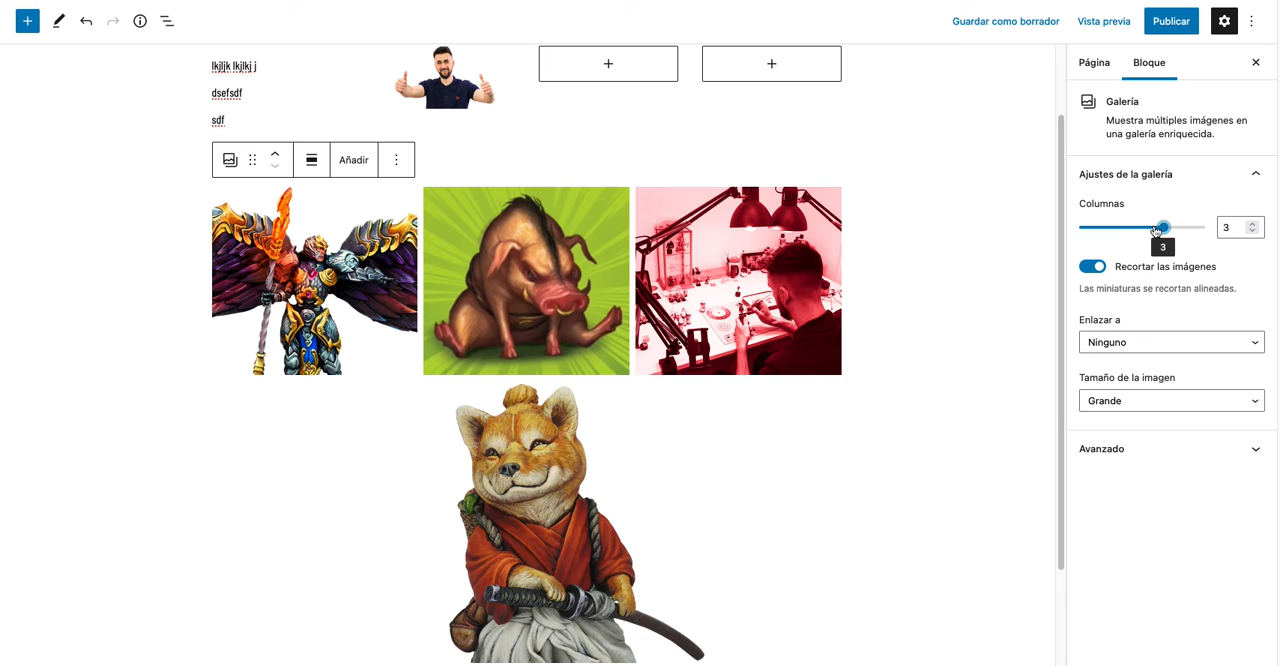 Guardar como borrador
Vista previa
Publicar
lkjljk lkjlkj j
dsefsdf
sdf
Añadir
Página
Bloque
Galería
Muestra múltiples imágenes en
una galería enriquecida.
Ajustes de la galería
Columnas
3
3
Recortar las imágenes
Las miniaturas se recortan alineadas.
Enlazar a
Ninguno
Tamaño de la imagen
Grande
Avanzado